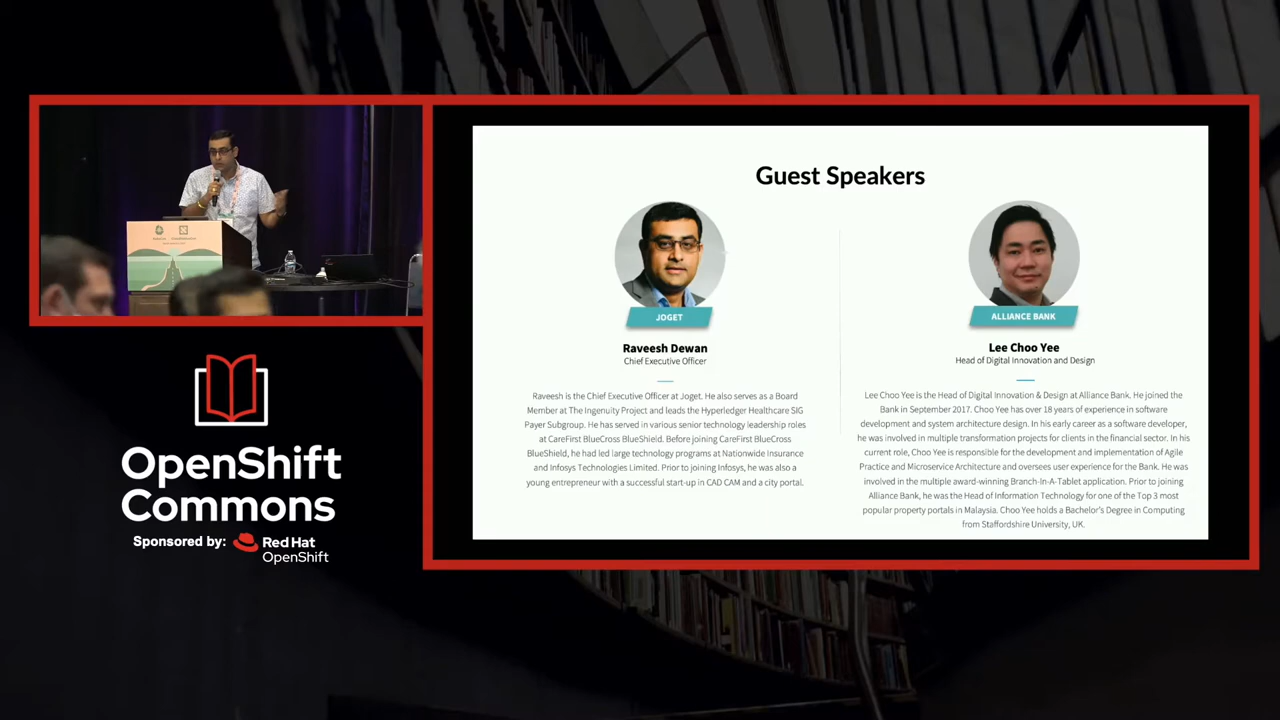 Guest Speakers
JOGET
Raveesh Dewan
Chief Executive Officer
Raveesh is the Chief Executive Officer at Joget. He also serves as a Board
Member at The Ingenuity Project and leads the Hyperledger Healthcare SIG
Payer Subgroup. He has served in various senior technology leadership roles
at CareFirst BlueCross BlueShield. Before joining CareFirst BlueCross
BlueShield, he had led large technology programs at Nationwide Insurance
and Infosys Technologies Limited. Prior to joining Infosys, he was also a
young entrepreneur with a successful start-up in CAD CAM and a city portal.
ALLIANCE BANK
Lee Choo Yee
Head of Digital Innovation and Design
Lee Choo Yee is the Head of Digital Innovation & Design at Alliance Bank. He joined the
Bank in September 2017. Choo Yee has over 18 years of experience in software
development and system architecture design. In his early career as a software developer,
he was involved in multiple transformation projects for clients in the financial sector. In his
current role, Choo Yee is responsible for the development and implementation of Agile
Practice and Microservice Architecture and oversees user experience for the Bank. He was
involved in the multiple award-winning Branch-In-A-Tablet application. Prior to joining
Alliance Bank, he was the Head of Information Technology for one of the Top 3 most
popular property portals in Malaysia. Choo Yee holds a Bachelor's Degree in Computing
from Staffordshire University, UK.
OpenShift
Commons
Sponsored by:
Red Hat
OpenShift